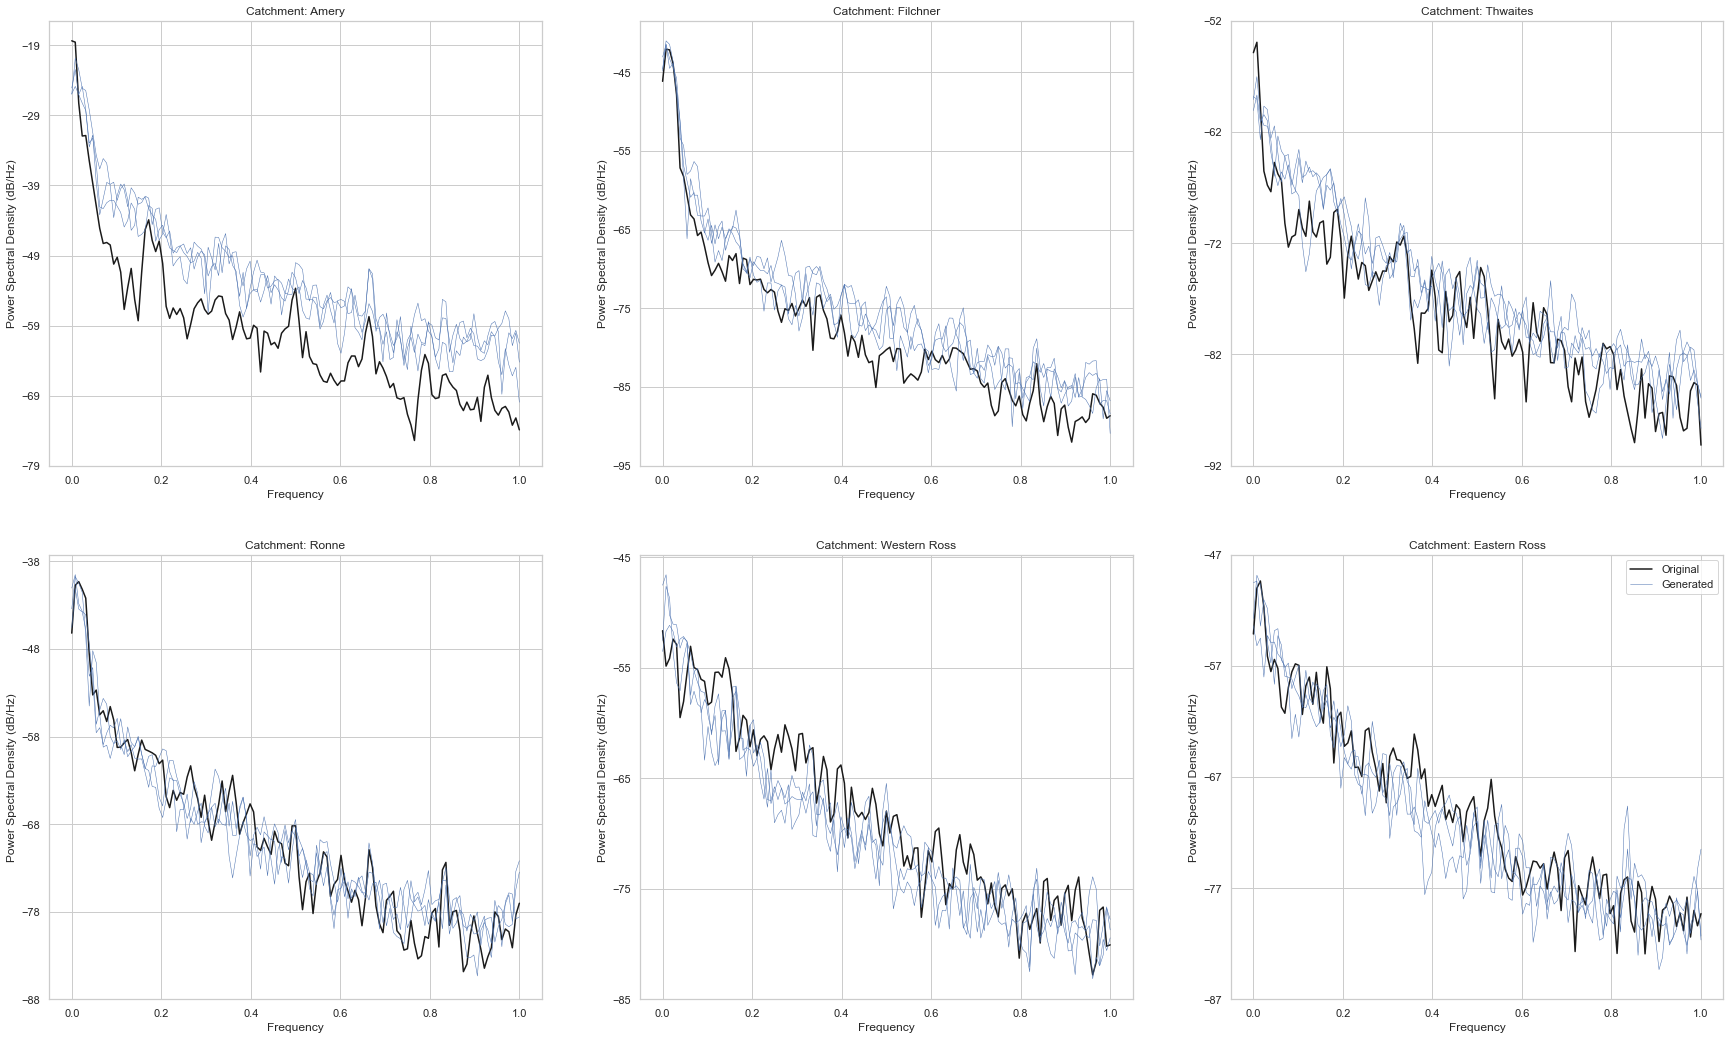 Catchment: Amery
Catchment: Filchner
Catchment: Thwaites
−19
−29
−39
−49
−59
−69
−79
Power Spectral Density (dB/Hz)
0.0 0.2 0.4 0.6 0.8 1.0
Frequency
−45
−55
−65
−75
−85
−95
Power Spectral Density (dB/Hz)
0.0 0.2 0.4 0.6 0.8 1.0
Frequency
−52
−62
−72
−82
−92
Power Spectral Density (dB/Hz)
0.0 0.2 0.4 0.6 0.8 1.0
Frequency
Catchment: Ronne
Catchment: Western Ross
Catchment: Eastern Ross
−38
−48
−58
−68
−78
−88
Power Spectral Density (dB/Hz)
0.0 0.2 0.4 0.6 0.8 1.0
Frequency
−45
−55
−65
−75
−85
Power Spectral Density (dB/Hz)
0.0 0.2 0.4 0.6 0.8 1.0
Frequency
−47
−57
−67
−77
−87
Power Spectral Density (dB/Hz)
0.0 0.2 0.4 0.6 0.8 1.0
Frequency
Original
Generated